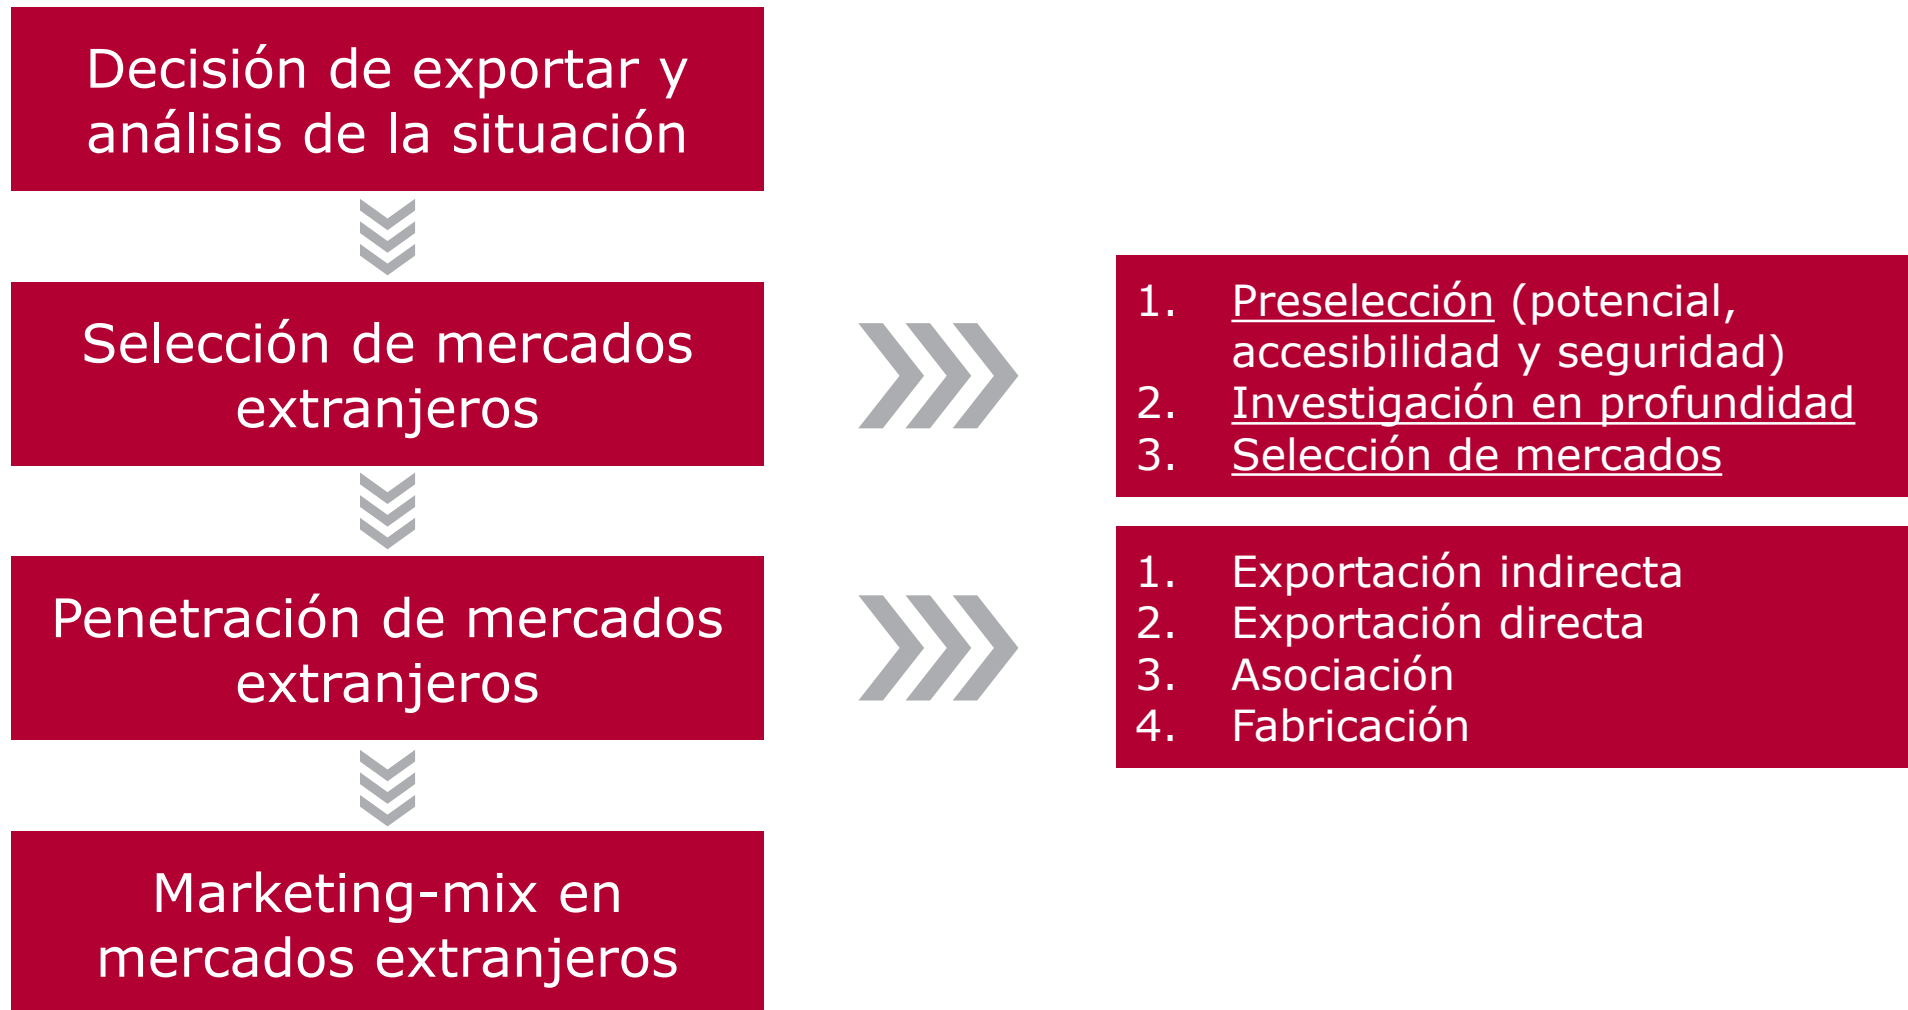 Decisión de exportar y
análisis de la situación
Selección de mercados
extranjeros
1. Preselección (potencial,
accesibilidad y seguridad)
2. Investigación en profundidad
3. Selección de mercados
Penetración de mercados
extranjeros
1. Exportación indirecta
2. Exportación directa
3. Asociación
4. Fabricación
Marketing-mix en
mercados extranjeros